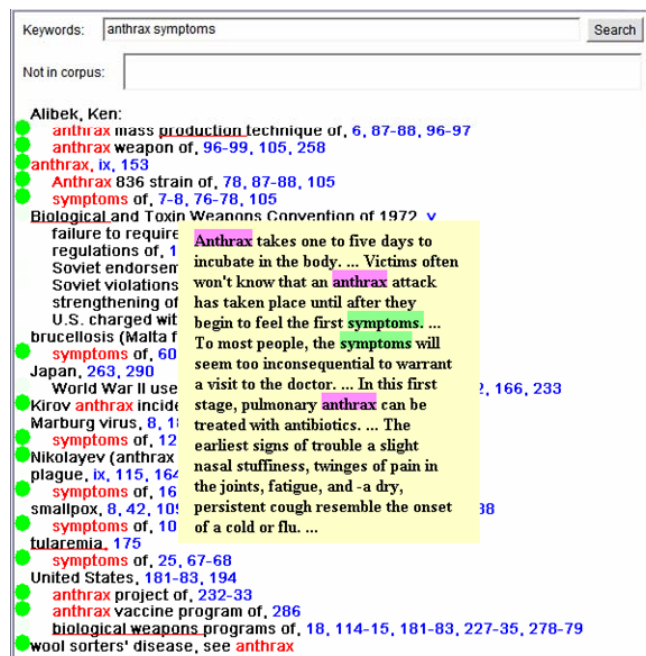 Keywords: anthrax symptoms Search
Not in corpus:
Alibek, Ken:
anthrax mass production technique of, 6, 87-88, 96-97
anthrax weapon of, 96-99, 105, 258
anthrax, ix, 153
Anthrax 836 strain of, 78, 87-88, 105
symptoms of, 7-8, 76-78, 105
Biological and Toxin Weapons Convention of 1972, v
failure to require
regulations of, 1
Soviet endorsem
Soviet violations
strengthening of
U.S. charged wit
brucellosis (Malta f
symptoms of, 60
Japan, 263, 290
World War II use 2, 166, 233
Kirov anthrax incide
Marburg virus, 8, 18
symptoms of, 12
Nikolayev (anthrax
plague, ix, 115, 164
symptoms of, 16
smallpox, 8, 42, 109 38
symptoms of, 10
tularemia, 175
symptoms of, 25, 67-68
United States, 181-83, 194
anthrax project of, 232-33
anthrax vaccine program of, 286
biological weapons programs of, 18, 114-15, 181-83, 227-35, 278-79
wool sorters' disease, see anthrax
Anthrax takes one to five days to
incubate in the body. ... Victims often
won't know that an anthrax attack
has taken place until after they
begin to feel the first symptoms. ...
To most people, the symptoms will
seem too inconsequential to warrant
a visit to the doctor. ... In this first
stage, pulmonary anthrax can be
treated with antibiotics. ... The
earliest signs of trouble a slight
nasal stuffiness, twinges of pain in
the joints, fatigue, and -a dry,
persistent cough resemble the onset
of a cold or flu. ...